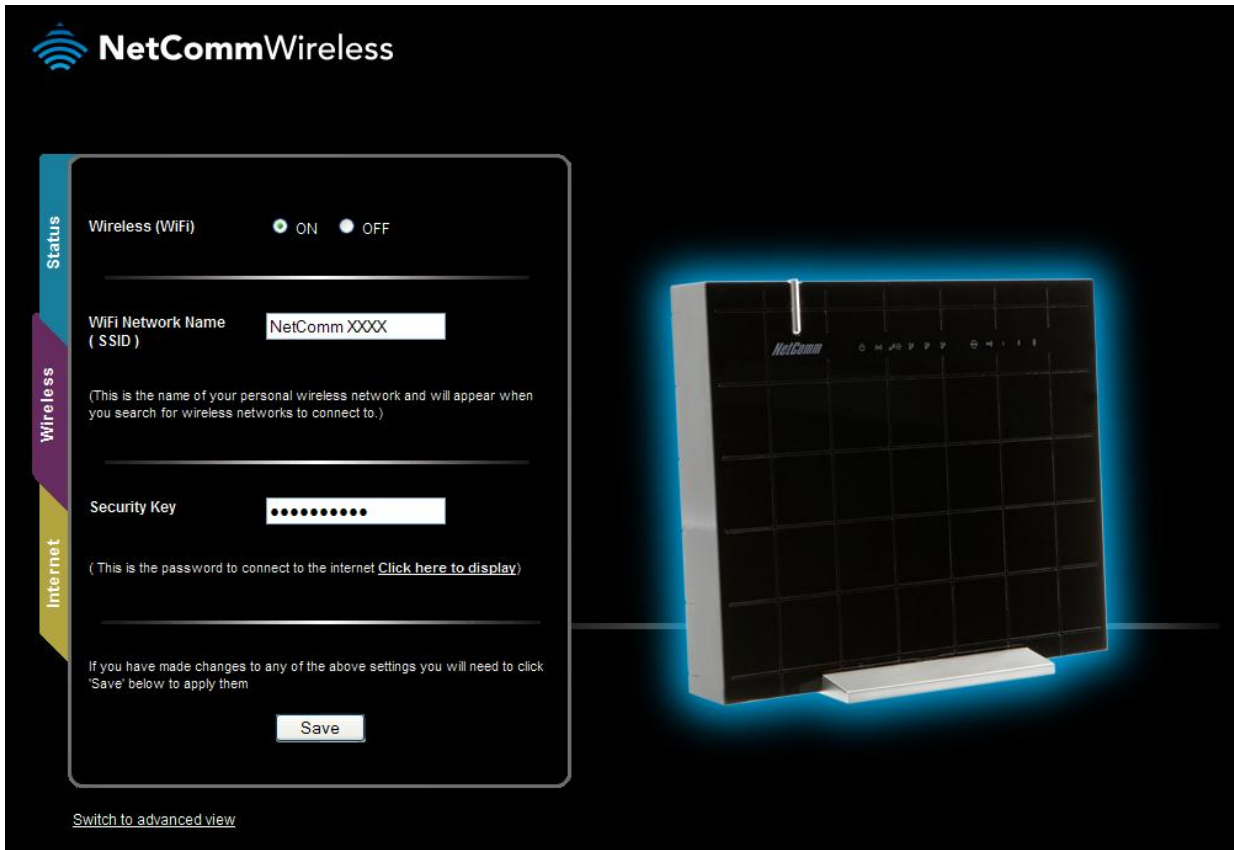 NetCommWireless
Status
Wireless (WiFi)
ON
OFF
WiFi Network Name
( SSID )
NetComm XXXX
(This is the name of your personal wireless network and will appear when
you search for wireless networks to connect to.)
Wireless
Security Key
( This is the password to connect to the internet Click here to display)
Internet
If you have made changes to any of the above settings you will need to click
'Save' below to apply them
Save
Switch to advanced view
NetComm